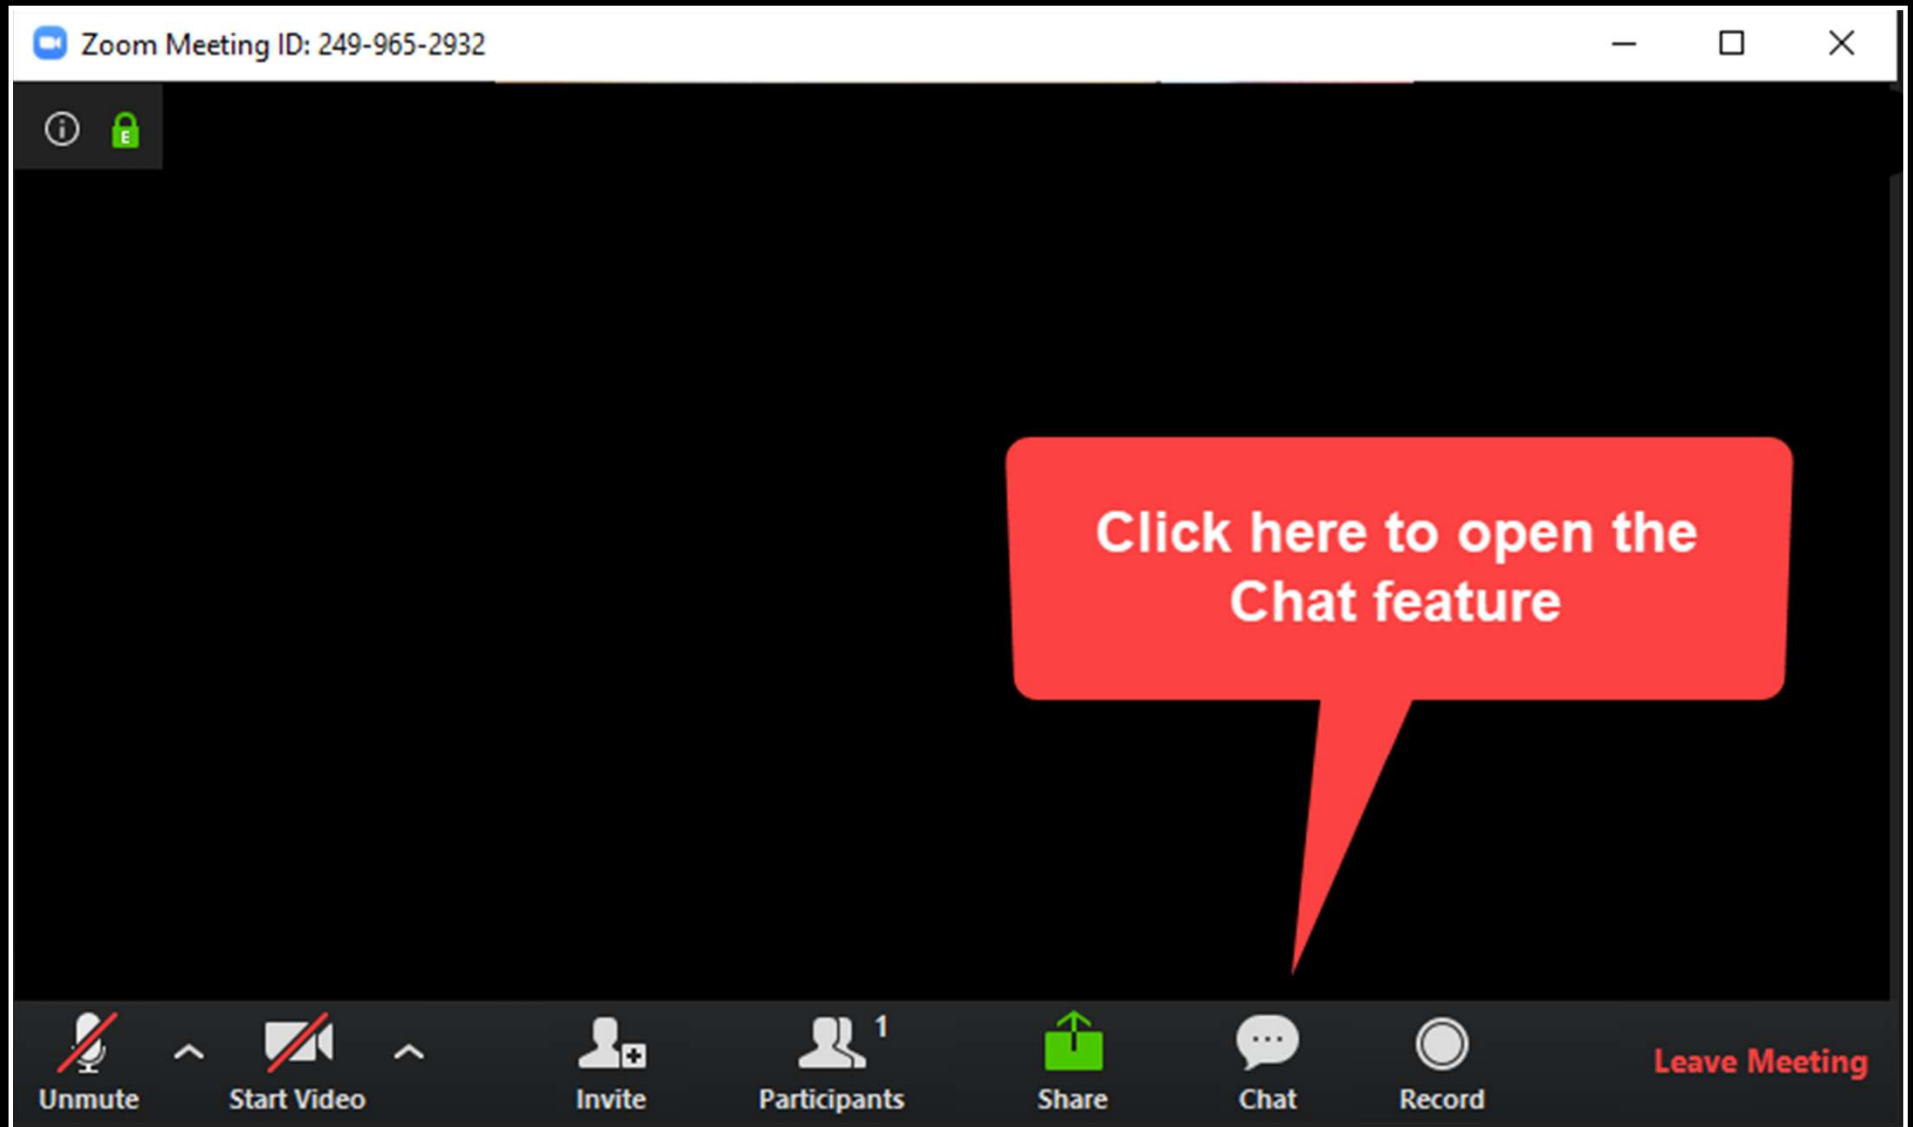 Zoom Meeting ID: 249-965-2932
E
Click here to open the
Chat feature
1
Unmute
Start Video
Invite
Participants
Share
Chat
Record
Leave Meeting